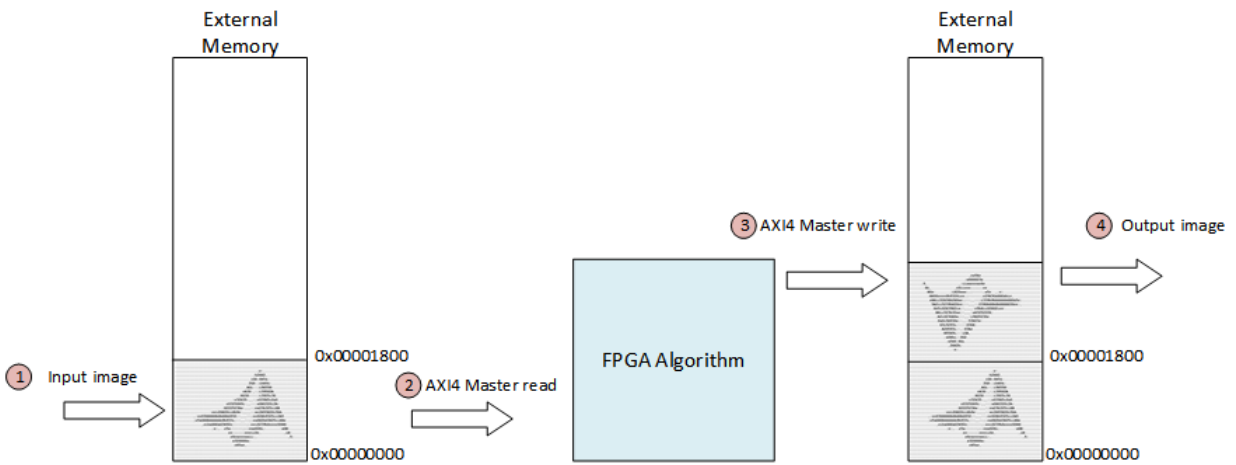 External
Memory
External
Memory
3 AXI4 Master write
4 Output image
0x00001800
FPGA Algorithm
0x00001800
1 Input image
2 AXI4 Master read
0x00000000
0x00000000